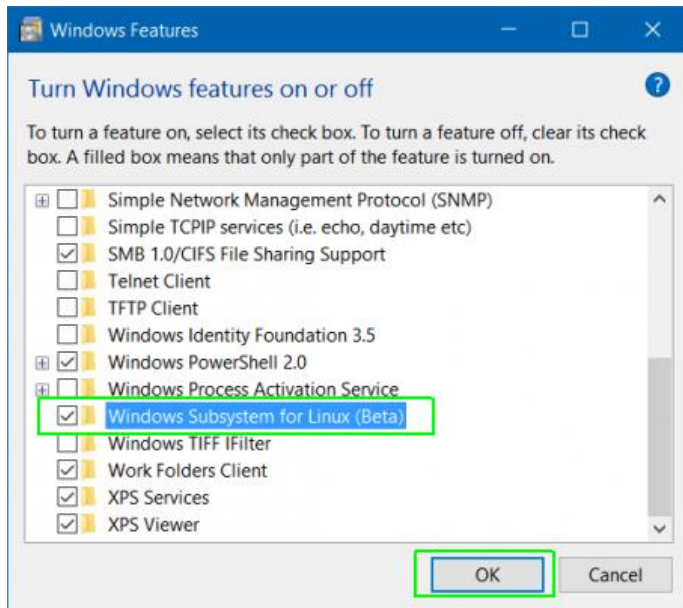 Windows Features
Turn Windows features on or off
?
To turn a feature on, select its check box. To turn a feature off, clear its check
box. A filled box means that only part of the feature is turned on.
Simple Network Management Protocol (SNMP)
Simple TCPIP services (i.e. echo, daytime etc)
SMB 1.0/CIFS File Sharing Support
Telnet Client
TFTP Client
Windows Identity Foundation 3.5
Windows PowerShell 2.0
Windows Process Activation Service
Windows Subsystem for Linux (Beta)
Windows TIFF IFilter
Work Folders Client
XPS Services
XPS Viewer
OK Cancel